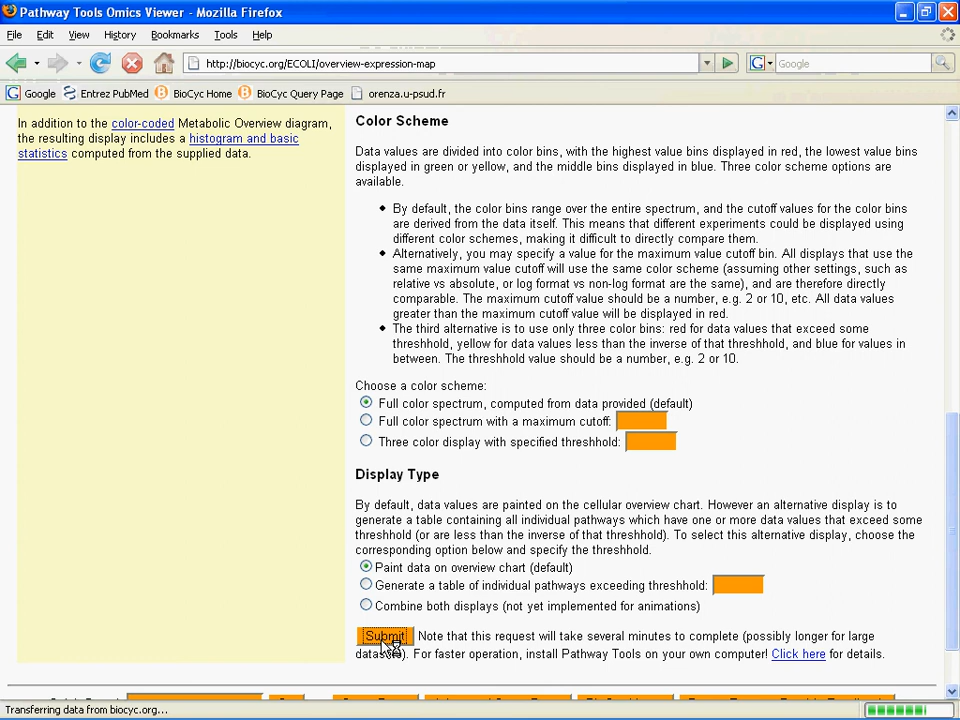 Pathway Tools Omics Viewer - Mozilla Firefox
File Edit View History Bookmarks Tools Help
http://biocyc.org/ECOLI/overview-expression-map
Google
Google Entrez PubMed BioCyc Home BioCyc Query Page orenza.u-psud.fr
In addition to the color-coded Metabolic Overview diagram,
the resulting display includes a histogram and basic
statistics computed from the supplied data.
Color Scheme
Data values are divided into color bins, with the highest value bins displayed in red, the lowest value bins
displayed in green or yellow, and the middle bins displayed in blue. Three color scheme options are
available.
By default, the color bins range over the entire spectrum, and the cutoff values for the color bins
are derived from the data itself. This means that different experiments could be displayed using
different color schemes, making it difficult to directly compare them.
Alternatively, you may specify a value for the maximum value cutoff bin. All displays that use the
same maximum value cutoff will use the same color scheme (assuming other settings, such as
relative vs absolute, or log format vs non-log format are the same), and are therefore directly
comparable. The maximum cutoff value should be a number, e.g. 2 or 10, etc. All data values
greater than the maximum cutoff value will be displayed in red.
The third alternative is to use only three color bins: red for data values that exceed some
threshhold, yellow for data values less than the inverse of that threshhold, and blue for values in
between. The threshhold value should be a number, e.g. 2 or 10.
Choose a color scheme:
Full color spectrum, computed from data provided (default)
Full color spectrum with a maximum cutoff:
Three color display with specified threshhold:
Display Type
By default, data values are painted on the cellular overview chart. However an alternative display is to
generate a table containing all individual pathways which have one or more data values that exceed some
threshhold (or are less than the inverse of that threshhold). To select this alternative display, choose the
corresponding option below and specify the threshhold.
Paint data on overview chart (default)
Generate a table of individual pathways exceeding threshhold:
Combine both displays (not yet implemented for animations)
Submit Note that this request will take several minutes to complete (possibly longer for large
datasets). For faster operation, install Pathway Tools on your own computer! Click here for details.
Transferring data from biocyc.org...